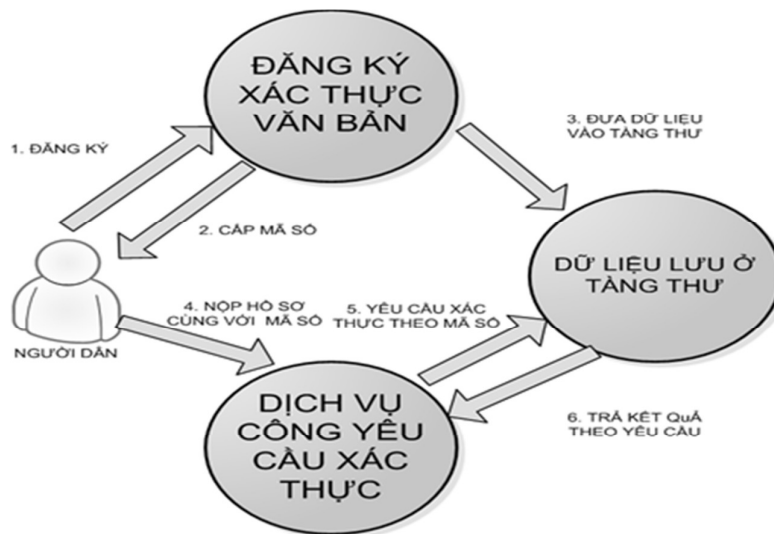 ĐĂNG KÝ
XÁC THỰC
VĂN BẢN
1. ĐĂNG KÝ
3. ĐƯA DỮ LIỆU
VÀO TÀNG THƯ
2. CẤP MÃ SỐ
DỮ LIỆU LƯU Ở
TÀNG THƯ
4. NỘP HỒ SƠ
CÙNG VỚI MÃ SỐ
5. YÊU CẦU XÁC
THỰC THEO MÃ SỐ
NGƯỜI DÂN
DỊCH VỤ
CÔNG YÊU
CẦU XÁC
THỰC
6. TRẢ KẾT QuẢ
THEO YÊU CẦU